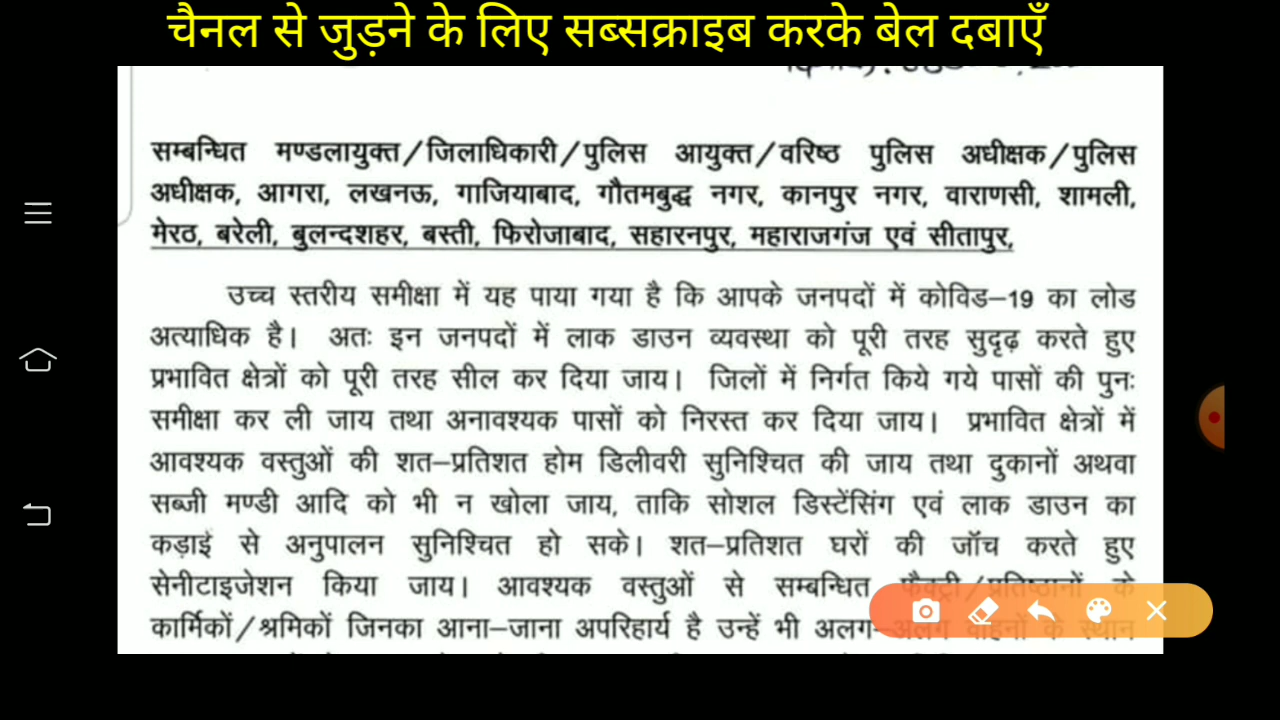 चैनल से जुड़ने के लिए सब्सक्राइब करके बेल दबाएँ
सम्बन्धित मण्डलायुक्त/जिलाधिकारी/पुलिस आयुक्त/वरिष्ठ पुलिस अधीक्षक/पुलिस
अधीक्षक, आगरा, लखनऊ, गाजियाबाद, गौतमबुद्ध नगर, कानपुर नगर, वाराणसी, शामली,
मेरठ, बरेली, बुलन्दशहर, बस्ती, फिरोजाबाद, सहारनपुर, महाराजगंज एवं सीतापुर,
उच्च स्तरीय समीक्षा में यह पाया गया है कि आपके जनपदों में कोविड–19 का लोड
अत्याधिक है। अतः इन जनपदों में लाक डाउन व्यवस्था को पूरी तरह सुदृढ़ करते हुए
प्रभावित क्षेत्रों को पूरी तरह सील कर दिया जाय। जिलों में निर्गत किये गये पासों की पुनः
समीक्षा कर ली जाय तथा अनावश्यक पासों को निरस्त कर दिया जाय। प्रभावित क्षेत्रों में
आवश्यक वस्तुओं की शत–प्रतिशत होम डिलीवरी सुनिश्चित की जाय तथा दुकानों अथवा
सब्जी मण्डी आदि को भी न खोला जाय, ताकि सोशल डिस्टेंसिंग एवं लाक डाउन का
कड़ाई से अनुपालन सुनिश्चित हो सके। शत–प्रतिशत घरों की जॉच करते हुए
सेनीटाइजेशन किया जाय। आवश्यक वस्तुओं से सम्बन्धित फैक्ट्री/प्रतिष्ठानों के
कार्मिकों/श्रमिकों जिनका आना–जाना अपरिहार्य है उन्हें भी अलग–अलग वाहनों के स्थान